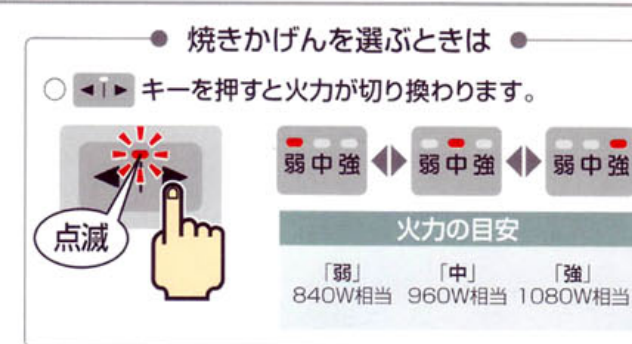 焼きかげんを選ぶときは
○ ◀|▶ キーを押すと火力が切り換わります。
点滅
弱 中 強 弱 中 強 弱 中 強
火力の目安
「弱」 「中」 「強」
840W相当 960W相当 1080W相当